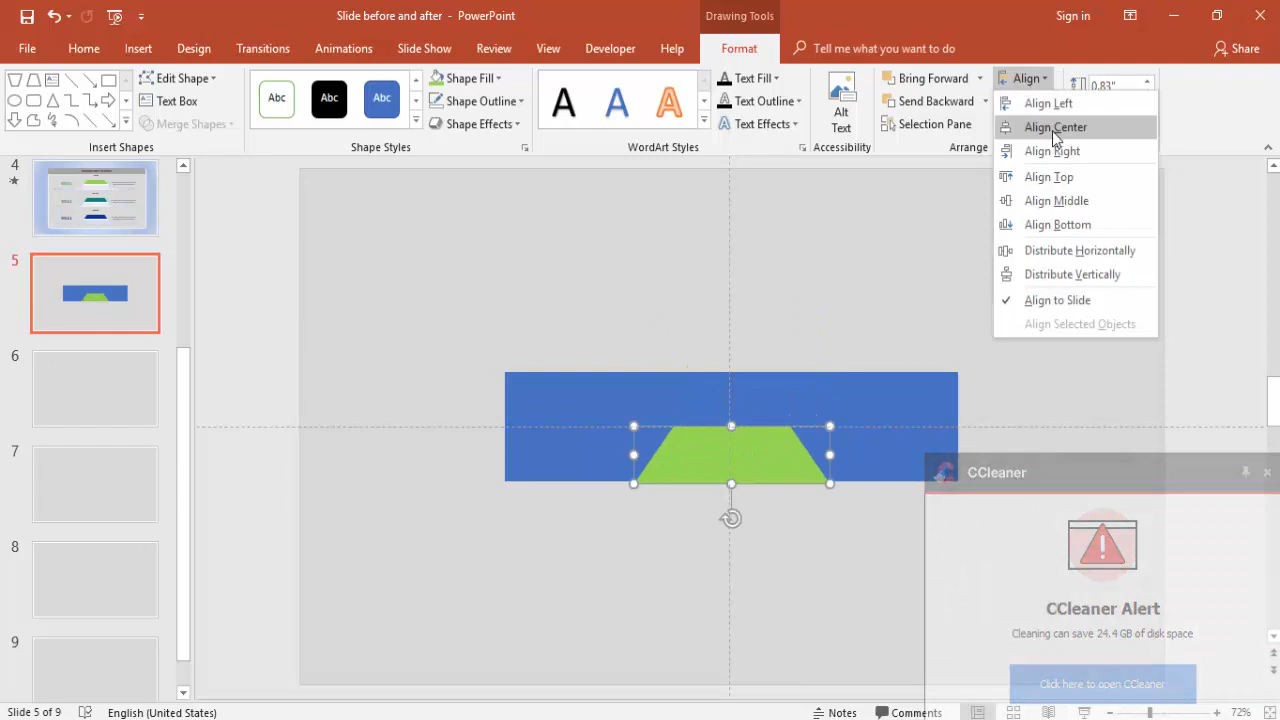 Slide before and after - PowerPoint
Drawing Tools
Sign in
File Home Insert Design Transitions Animations Slide Show Review View Developer Help Format Tell me what you want to do Share
Edit Shape
Text Box
Merge Shapes
Insert Shapes
Abc Abc Abc
Shape Fill
Shape Outline
Shape Effects
Shape Styles
A A A
Text Fill
Text Outline
Text Effects
WordArt Styles
Alt
Text
Accessibility
Bring Forward
Send Backward
Selection Pane
Arrange
Align
0.83"
Align Left
Align Center
Align Right
Align Top
Align Middle
Align Bottom
Distribute Horizontally
Distribute Vertically
Align to Slide
Align Selected Objects
4
5
6
7
8
9
CCleaner
CCleaner Alert
Cleaning can save 24.4 GB of disk space
Click here to open CCleaner
Slide 5 of 9 English (United States) Notes Comments 72%